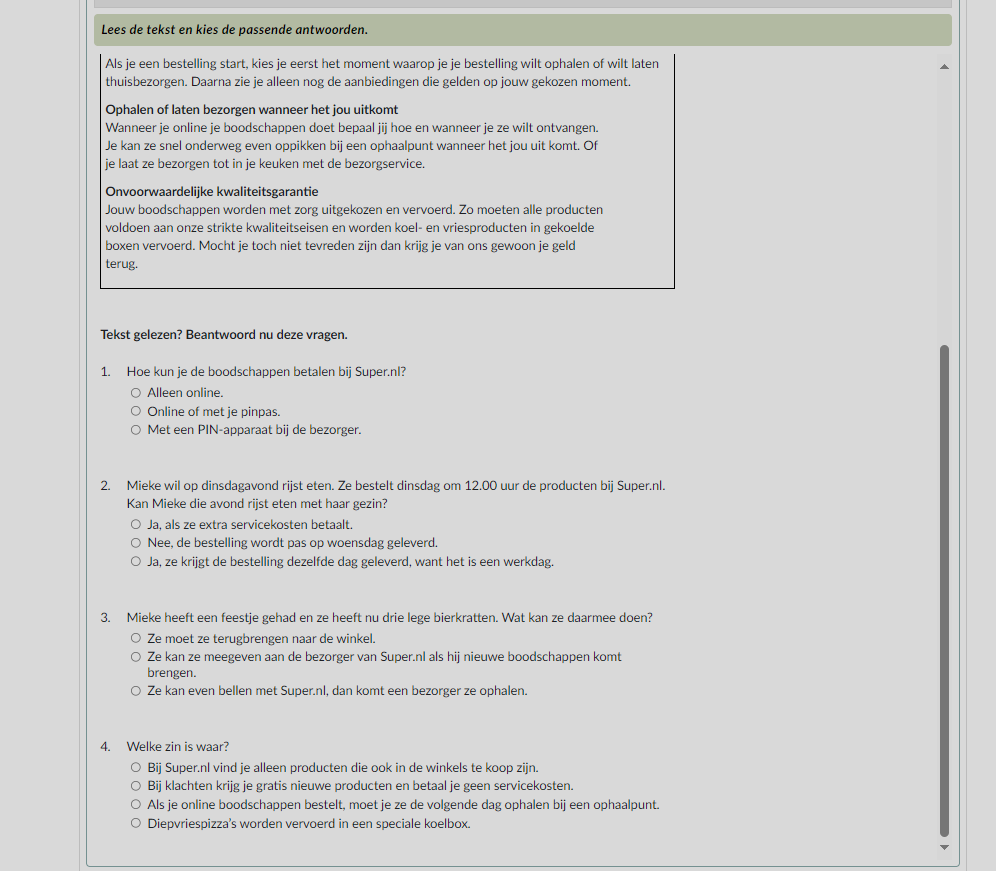 Lees de tekst en kies de passende antwoorden.
Als je een bestelling start, kies je eerst het moment waarop je je bestelling wilt ophalen of wilt laten
thuisbezorgen. Daarna zie je alleen nog de aanbiedingen die gelden op jouw gekozen moment.
Ophalen of laten bezorgen wanneer het jou uitkomt
Wanneer je online je boodschappen doet bepaal jij hoe en wanneer je ze wilt ontvangen.
Je kan ze snel onderweg even oppikken bij een ophaalpunt wanneer het jou uit komt. Of
je laat ze bezorgen tot in je keuken met de bezorgservice.
Onvoorwaardelijke kwaliteitsgarantie
Jouw boodschappen worden met zorg uitgekozen en vervoerd. Zo moeten alle producten
voldoen aan onze strikte kwaliteitseisen en worden koel- en vriesproducten in gekoelde
boxen vervoerd. Mocht je toch niet tevreden zijn dan krijg je van ons gewoon je geld
terug.
Tekst gelezen? Beantwoord nu deze vragen.
1. Hoe kun je de boodschappen betalen bij Super.nl?
Alleen online.
Online of met je pinpas.
Met een PIN-apparaat bij de bezorger.
2. Mieke wil op dinsdagavond rijst eten. Ze bestelt dinsdag om 12.00 uur de producten bij Super.nl.
Kan Mieke die avond rijst eten met haar gezin?
Ja, als ze extra servicekosten betaalt.
Nee, de bestelling wordt pas op woensdag geleverd.
Ja, ze krijgt de bestelling dezelfde dag geleverd, want het is een werkdag.
3. Mieke heeft een feestje gehad en ze heeft nu drie lege bierkratten. Wat kan ze daarmee doen?
Ze moet ze terugbrengen naar de winkel.
Ze kan ze meegeven aan de bezorger van Super.nl als hij nieuwe boodschappen komt
brengen.
Ze kan even bellen met Super.nl, dan komt een bezorger ze ophalen.
4. Welke zin is waar?
Bij Super.nl vind je alleen producten die ook in de winkels te koop zijn.
Bij klachten krijg je gratis nieuwe producten en betaal je geen servicekosten.
Als je online boodschappen bestelt, moet je ze de volgende dag ophalen bij een ophaalpunt.
Diepvriespizza's worden vervoerd in een speciale koelbox.